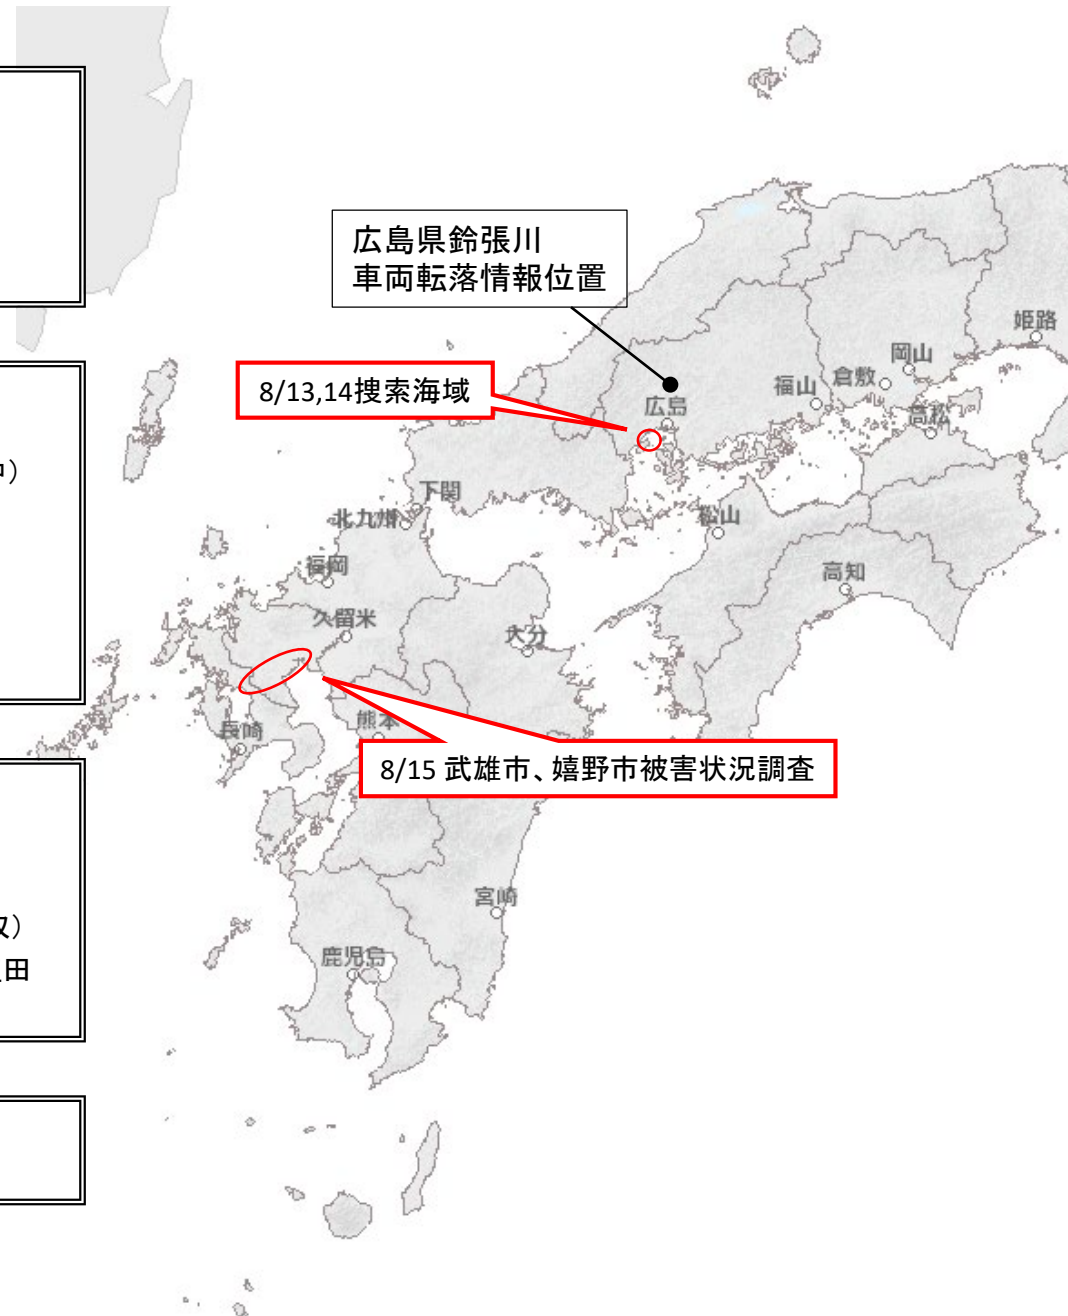 広島県鈴張川
車両転落情報位置
姫路
岡山
倉敷
福山
8/13,14捜索海域
広島
高松
中）
下関
北九州
松山
福岡
高知
久留米
大分
熊本
長崎
8/15 武雄市、嬉野市被害状況調査
宮崎
収）
田
鹿児島